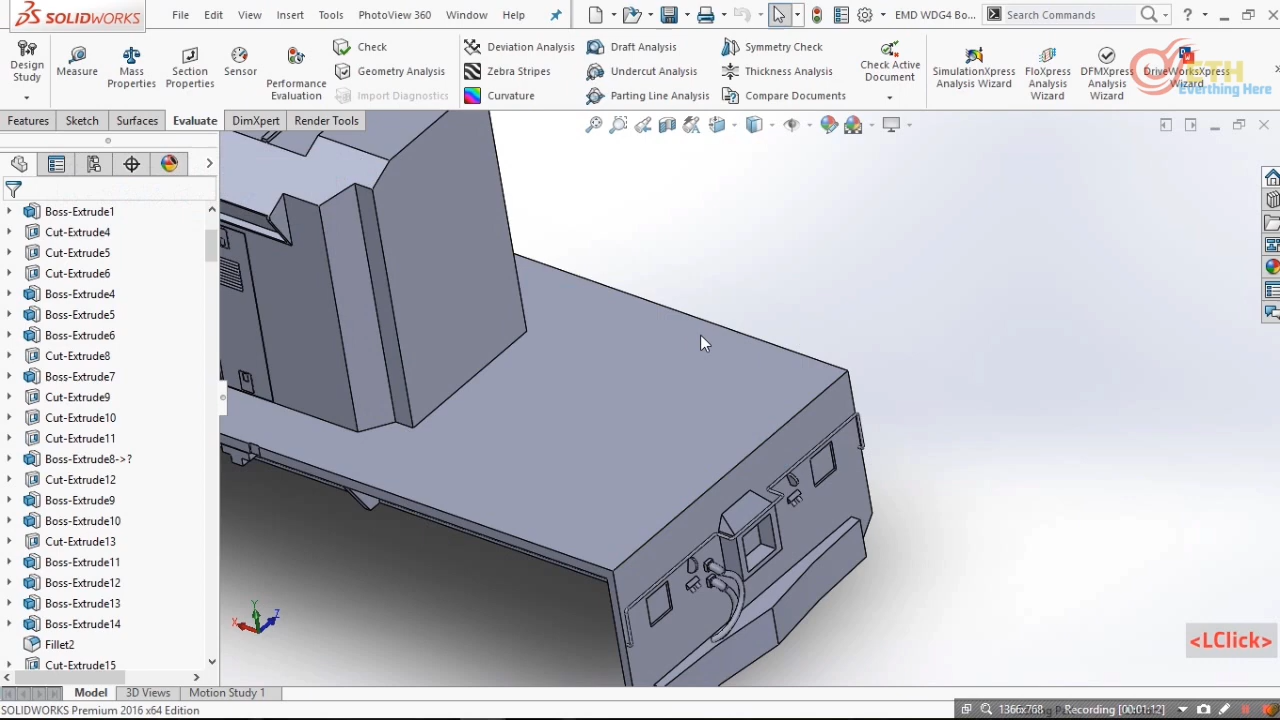 SOLIDWORKS File Edit View Insert Tools PhotoView 360 Window Help EMD WDG4 Bo... Search Commands ?
Design Study
Measure
Mass Properties
Section Properties
Sensor
Performance Evaluation
Check
Geometry Analysis
Import Diagnostics
Deviation Analysis
Zebra Stripes
Curvature
Draft Analysis
Undercut Analysis
Parting Line Analysis
Symmetry Check
Thickness Analysis
Compare Documents
Check Active Document
SimulationXpress Analysis Wizard
FloXpress Analysis Wizard
DFMXpress Analysis Wizard
DriveWorksXpress Wizard
ETH
Everthing Here
Features Sketch Surfaces Evaluate DimXpert Render Tools
Boss-Extrude1
Cut-Extrude4
Cut-Extrude5
Cut-Extrude6
Boss-Extrude4
Boss-Extrude5
Boss-Extrude6
Cut-Extrude8
Boss-Extrude7
Cut-Extrude9
Cut-Extrude10
Cut-Extrude11
Boss-Extrude8->?
Cut-Extrude12
Boss-Extrude9
Boss-Extrude10
Cut-Extrude13
Boss-Extrude11
Boss-Extrude12
Boss-Extrude13
Boss-Extrude14
Fillet2
Cut-Extrude15
Y
X
Z
<LClick>
Model 3D Views Motion Study 1
SOLIDWORKS Premium 2016 x64 Edition
1366x768 Recording [00:01:12]